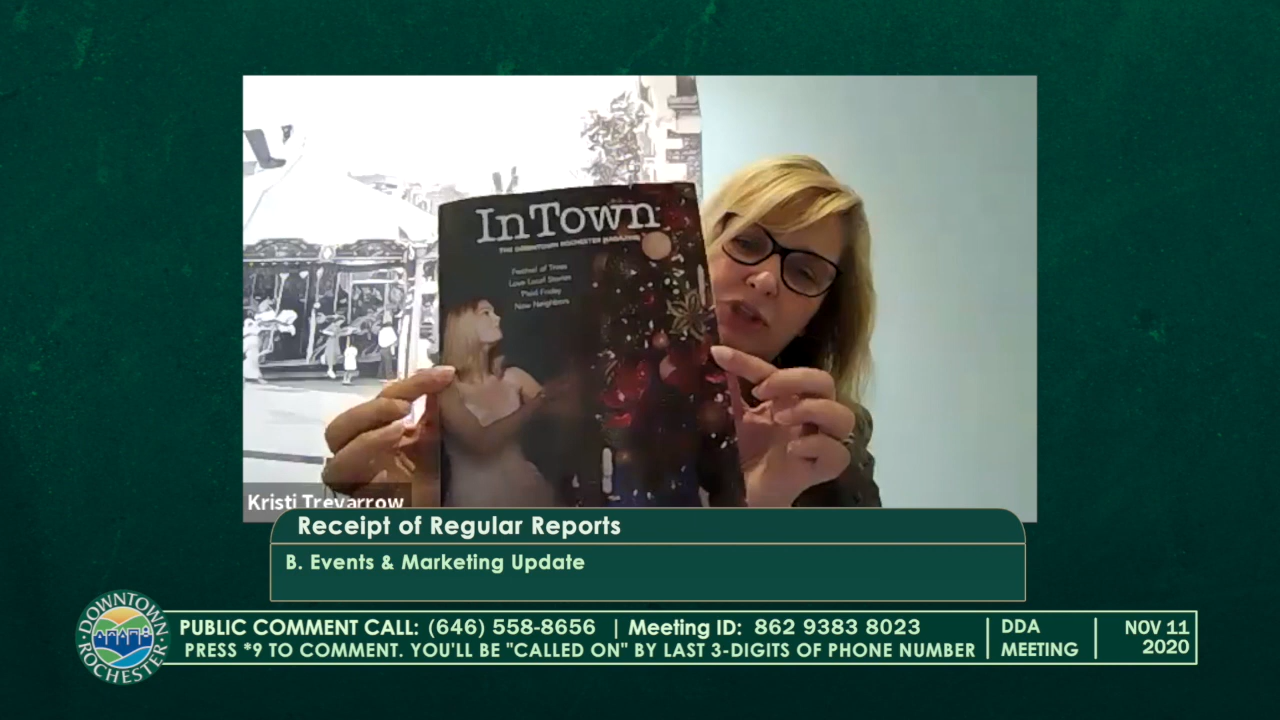 InTown
THE DOWNTOWN ROCHESTER MAGAZINE
Festival of Trees
Love Local Stories
Plaid Friday
New Neighbors
Kristi Trevarrow
Receipt of Regular Reports
B. Events & Marketing Update
DOWNTOWN
ROCHESTER
PUBLIC COMMENT CALL: (646) 558-8656 | Meeting ID: 862 9383 8023
PRESS *9 TO COMMENT. YOU'LL BE "CALLED ON" BY LAST 3-DIGITS OF PHONE NUMBER
DDA
MEETING
NOV 11
2020